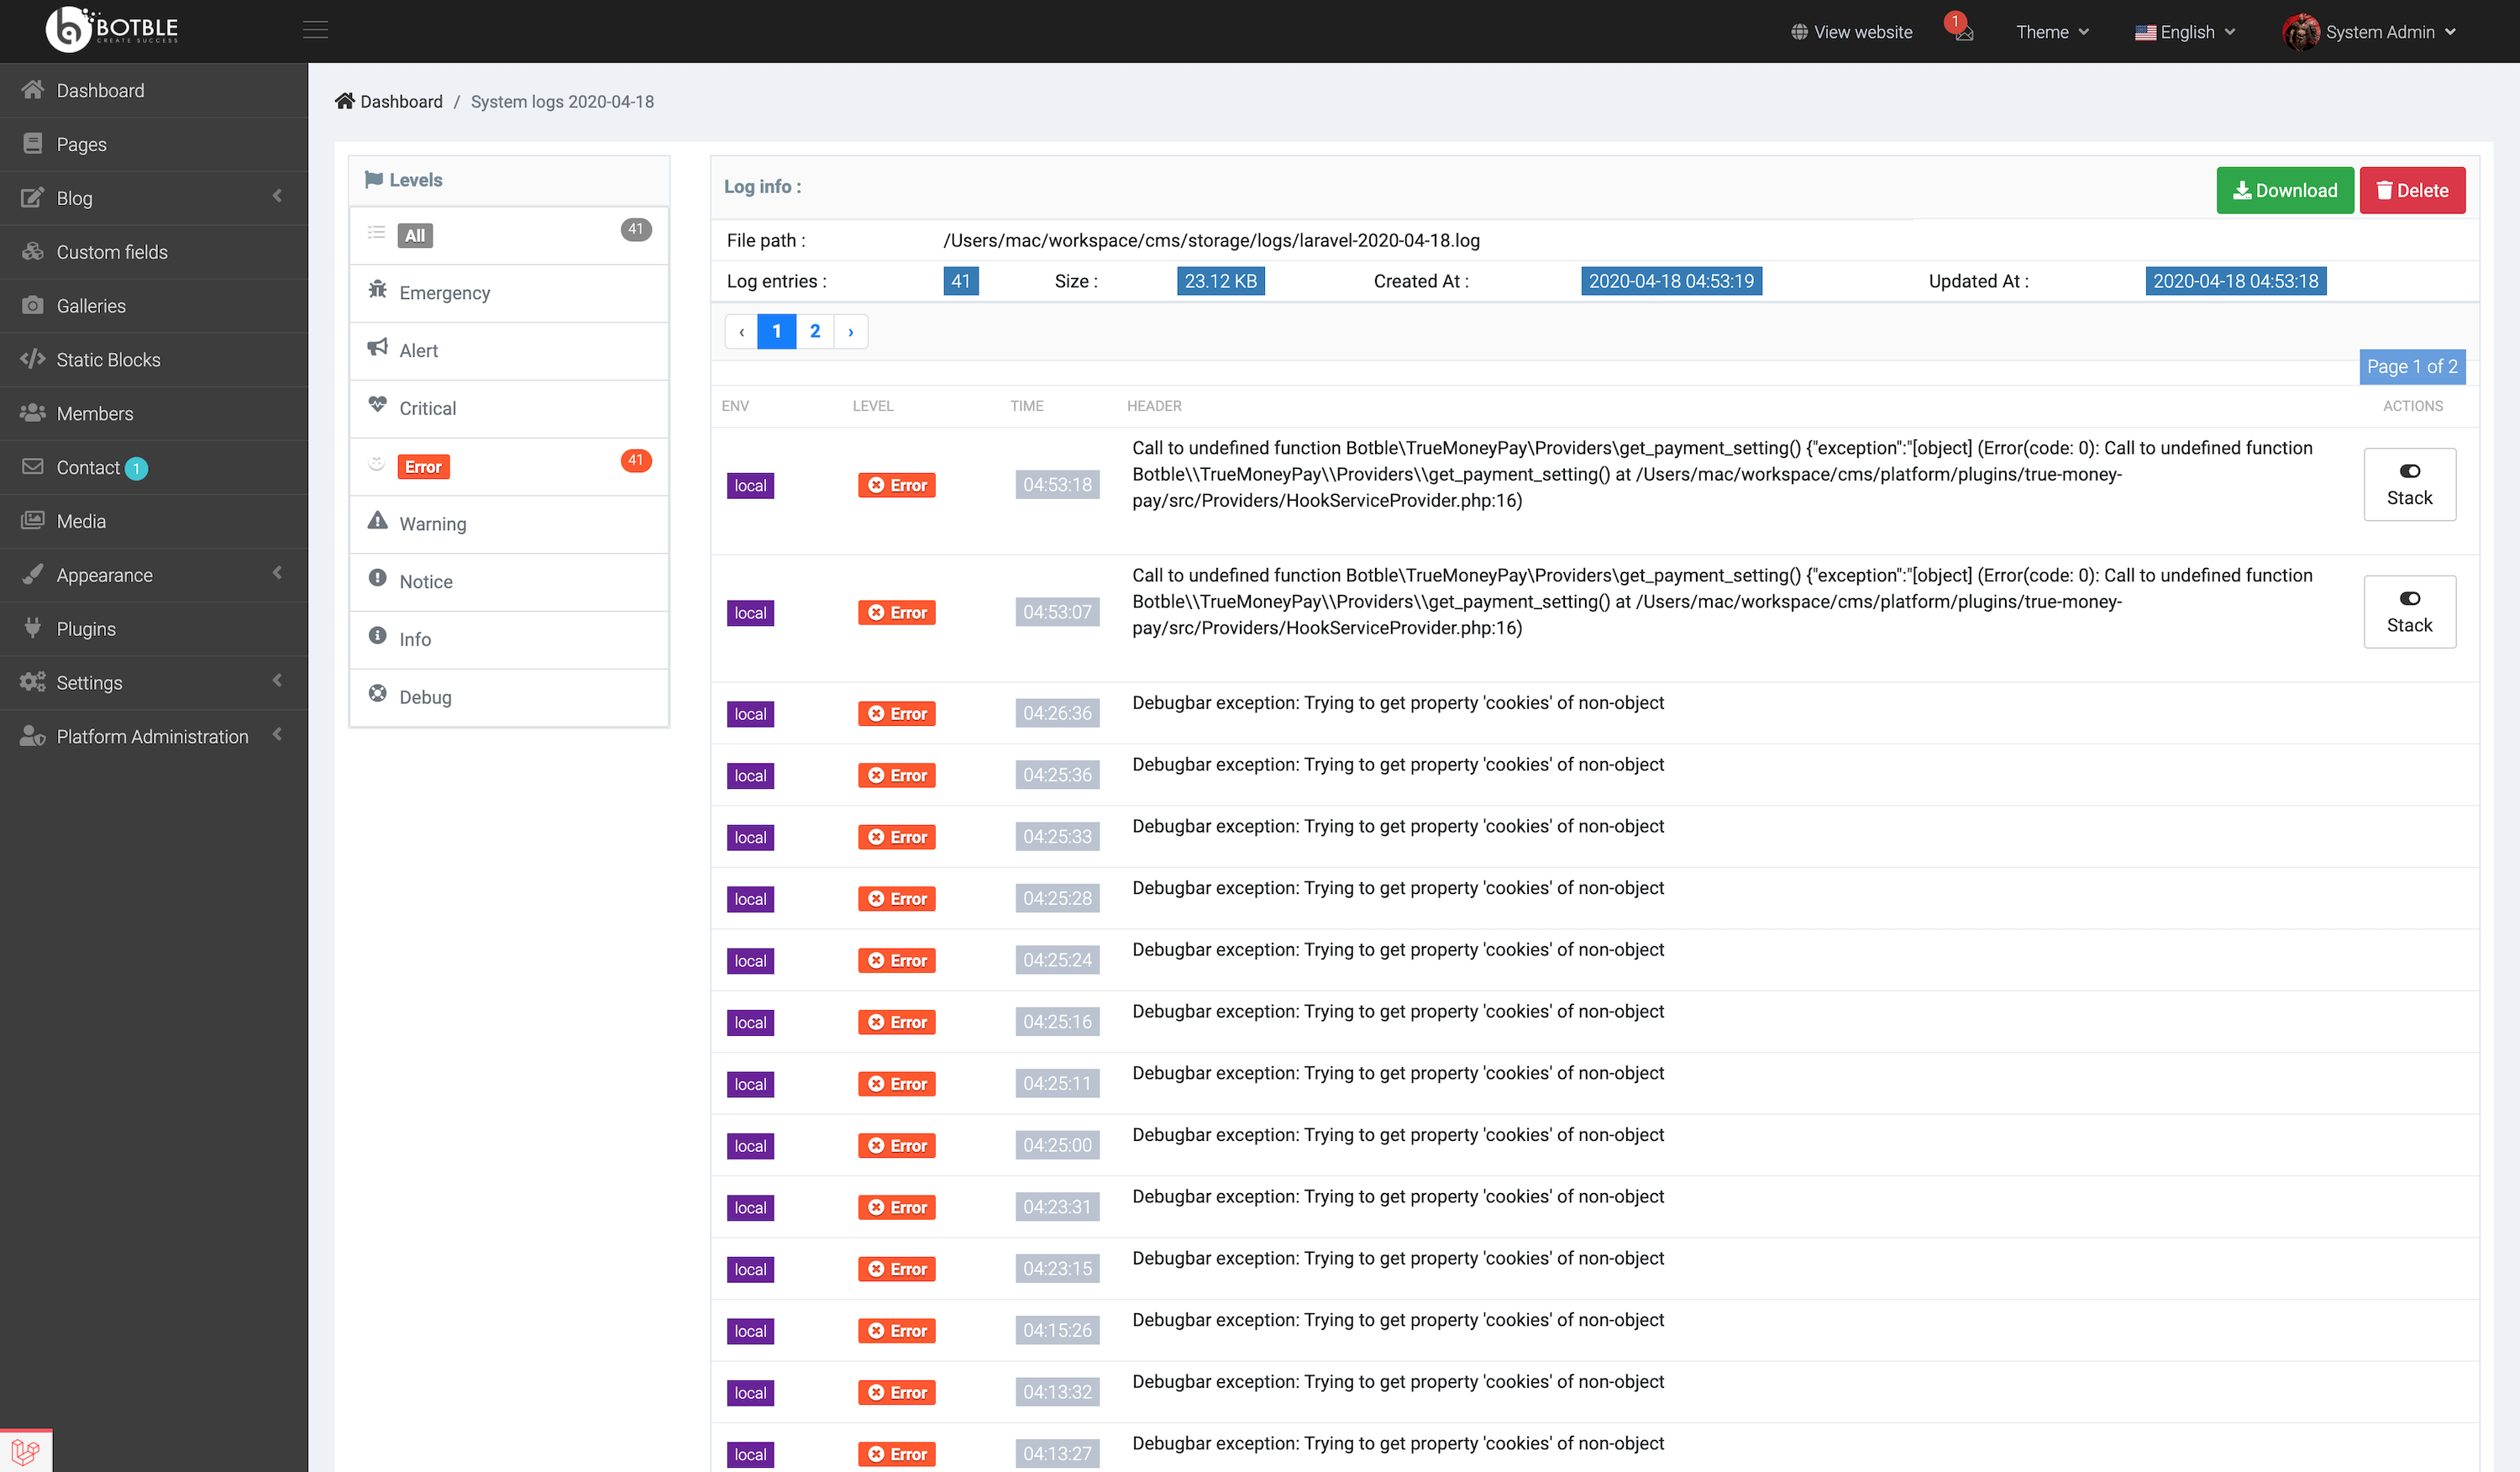 BOTBLE
CREATE SUCCESS
View website
1
Theme
English
System Admin
Dashboard
Pages
Blog
Custom fields
Galleries
Static Blocks
Members
Contact 1
Media
Appearance
Plugins
Settings
Platform Administration
Dashboard / System logs 2020-04-18
Levels
All 41
Emergency
Alert
Critical
Error 41
Warning
Notice
Info
Debug
Log info :
Download
Delete
File path : /Users/mac/workspace/cms/storage/logs/laravel-2020-04-18.log
Log entries : 41 Size : 23.12 KB Created At : 2020-04-18 04:53:19 Updated At : 2020-04-18 04:53:18
‹ 1 2 ›
Page 1 of 2
ENV LEVEL TIME HEADER ACTIONS
local Error 04:53:18
Call to undefined function Botble\TrueMoneyPay\Providers\get_payment_setting() {"exception":"[object] (Error(code: 0): Call to undefined function
Botble\\TrueMoneyPay\\Providers\\get_payment_setting() at /Users/mac/workspace/cms/platform/plugins/true-money-
pay/src/Providers/HookServiceProvider.php:16)
Stack
local Error 04:53:07
Call to undefined function Botble\TrueMoneyPay\Providers\get_payment_setting() {"exception":"[object] (Error(code: 0): Call to undefined function
Botble\\TrueMoneyPay\\Providers\\get_payment_setting() at /Users/mac/workspace/cms/platform/plugins/true-money-
pay/src/Providers/HookServiceProvider.php:16)
Stack
local Error 04:26:36 Debugbar exception: Trying to get property 'cookies' of non-object
local Error 04:25:36 Debugbar exception: Trying to get property 'cookies' of non-object
local Error 04:25:33 Debugbar exception: Trying to get property 'cookies' of non-object
local Error 04:25:28 Debugbar exception: Trying to get property 'cookies' of non-object
local Error 04:25:24 Debugbar exception: Trying to get property 'cookies' of non-object
local Error 04:25:16 Debugbar exception: Trying to get property 'cookies' of non-object
local Error 04:25:11 Debugbar exception: Trying to get property 'cookies' of non-object
local Error 04:25:00 Debugbar exception: Trying to get property 'cookies' of non-object
local Error 04:23:31 Debugbar exception: Trying to get property 'cookies' of non-object
local Error 04:23:15 Debugbar exception: Trying to get property 'cookies' of non-object
local Error 04:15:26 Debugbar exception: Trying to get property 'cookies' of non-object
local Error 04:13:32 Debugbar exception: Trying to get property 'cookies' of non-object
local Error 04:13:27 Debugbar exception: Trying to get property 'cookies' of non-object